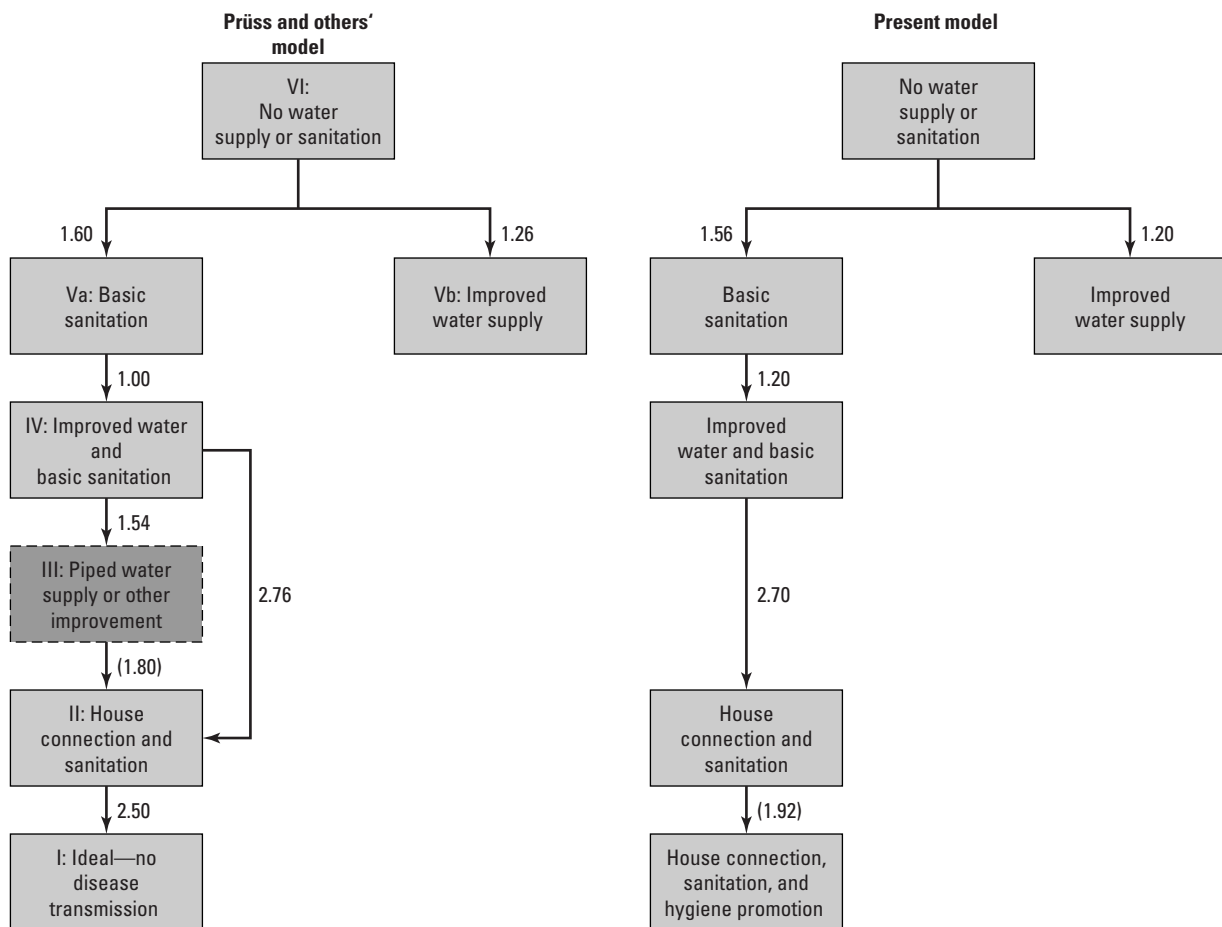 Prüss and others‘
model
VI:
No water
supply or sanitation
1.60
1.26
Va: Basic
sanitation
Vb: Improved
water supply
1.00
IV: Improved water
and
basic sanitation
1.54
III: Piped water
supply or other
improvement
2.76
(1.80)
II: House
connection and
sanitation
2.50
I: Ideal—no
disease
transmission
Present model
No water
supply or
sanitation
1.56
1.20
Basic
sanitation
Improved
water supply
1.20
Improved
water and basic
sanitation
2.70
House
connection and
sanitation
(1.92)
House connection,
sanitation, and
hygiene promotion